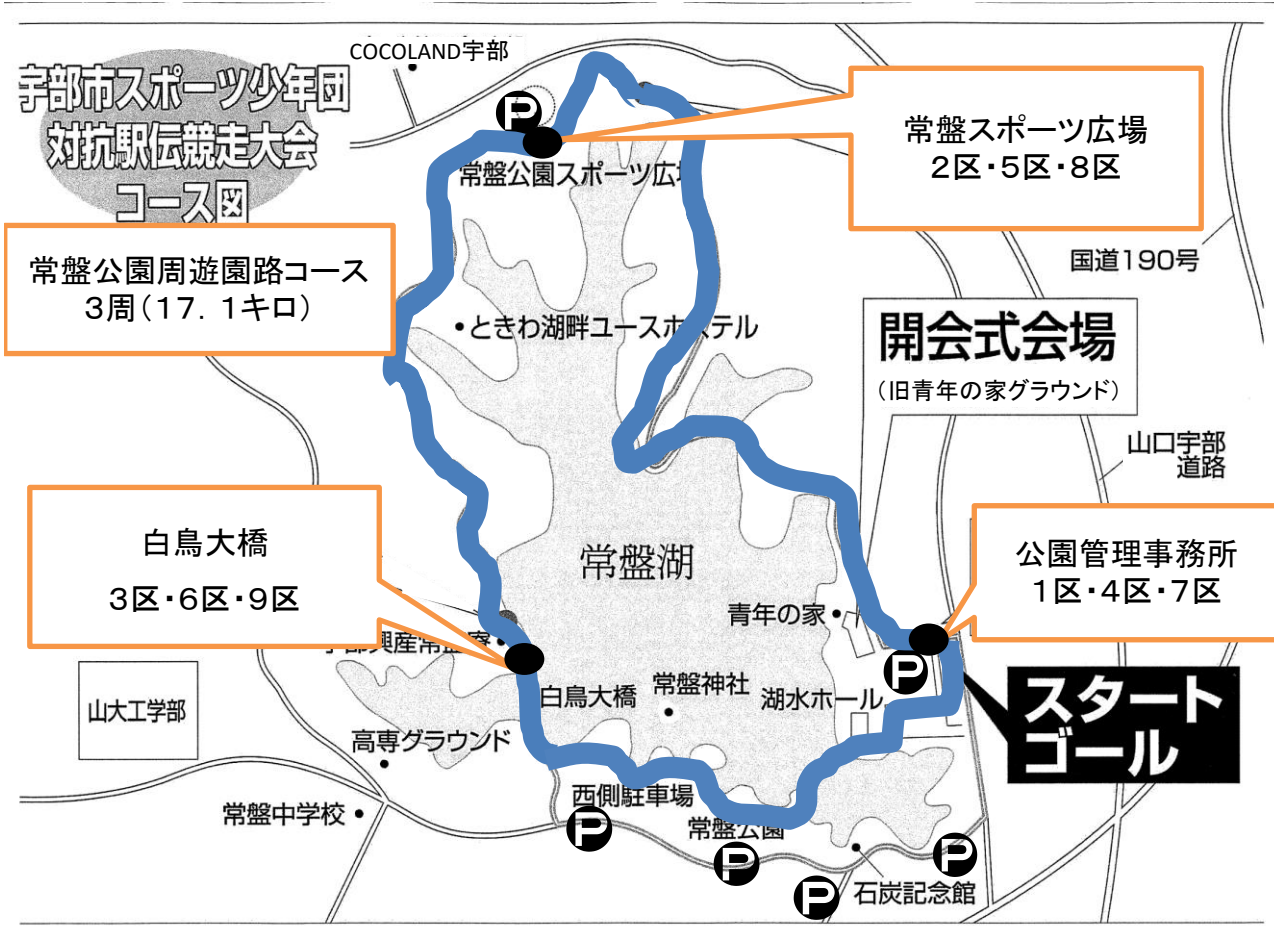 COCOLAND宇部
宇部市スポーツ少年団
対抗駅伝競走大会
コース図
P
常盤スポーツ広場
2区・5区・8区
常盤公園スポーツ広
常盤公園周遊園路コース
3周(17.1キロ)
国道190号
ときわ湖畔ユースホステル
開会式会場
(旧青年の家グラウンド)
山口宇部
道路
白鳥大橋
3区・6区・9区
常盤湖
公園管理事務所
1区・4区・7区
青年の家
宇部興産常盤寮
P
白鳥大橋
常盤神社
湖水ホール
スタート
ゴール
山大工学部
高専グラウンド
西側駐車場
常盤中学校
P
常盤公園
P
P
P
石炭記念館